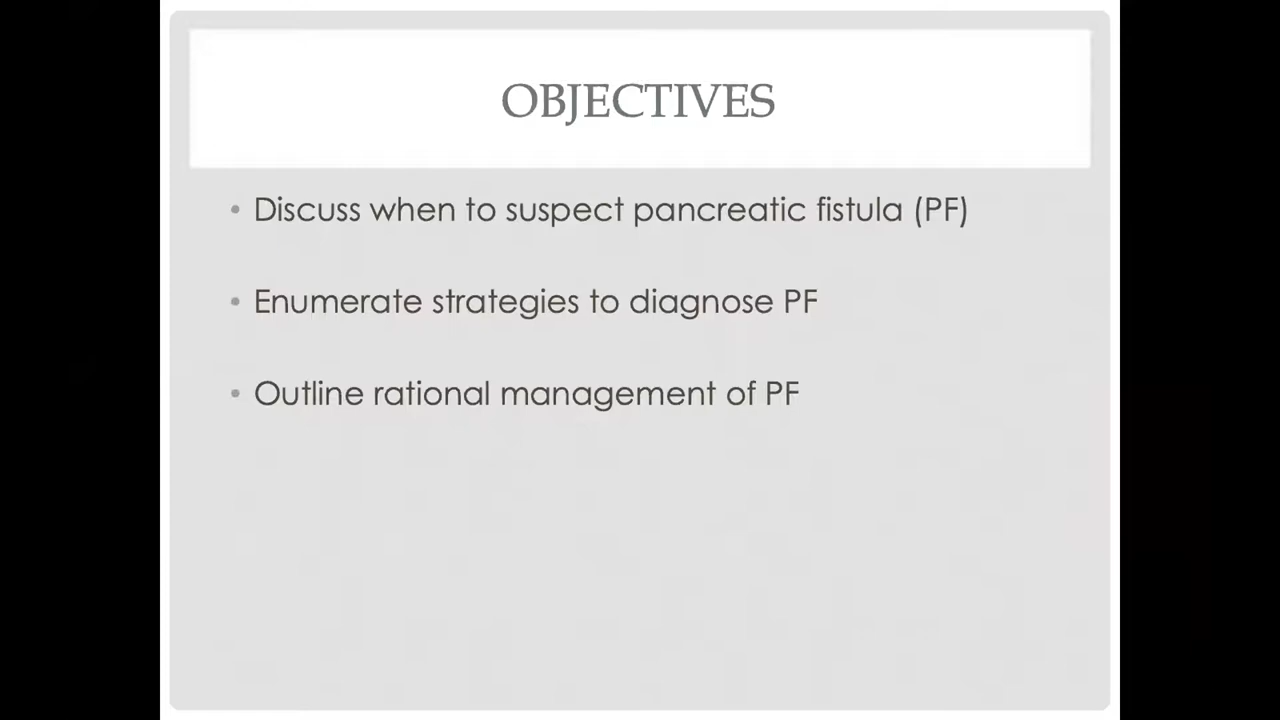 OBJECTIVES
• Discuss when to suspect pancreatic fistula (PF)
• Enumerate strategies to diagnose PF
• Outline rational management of PF